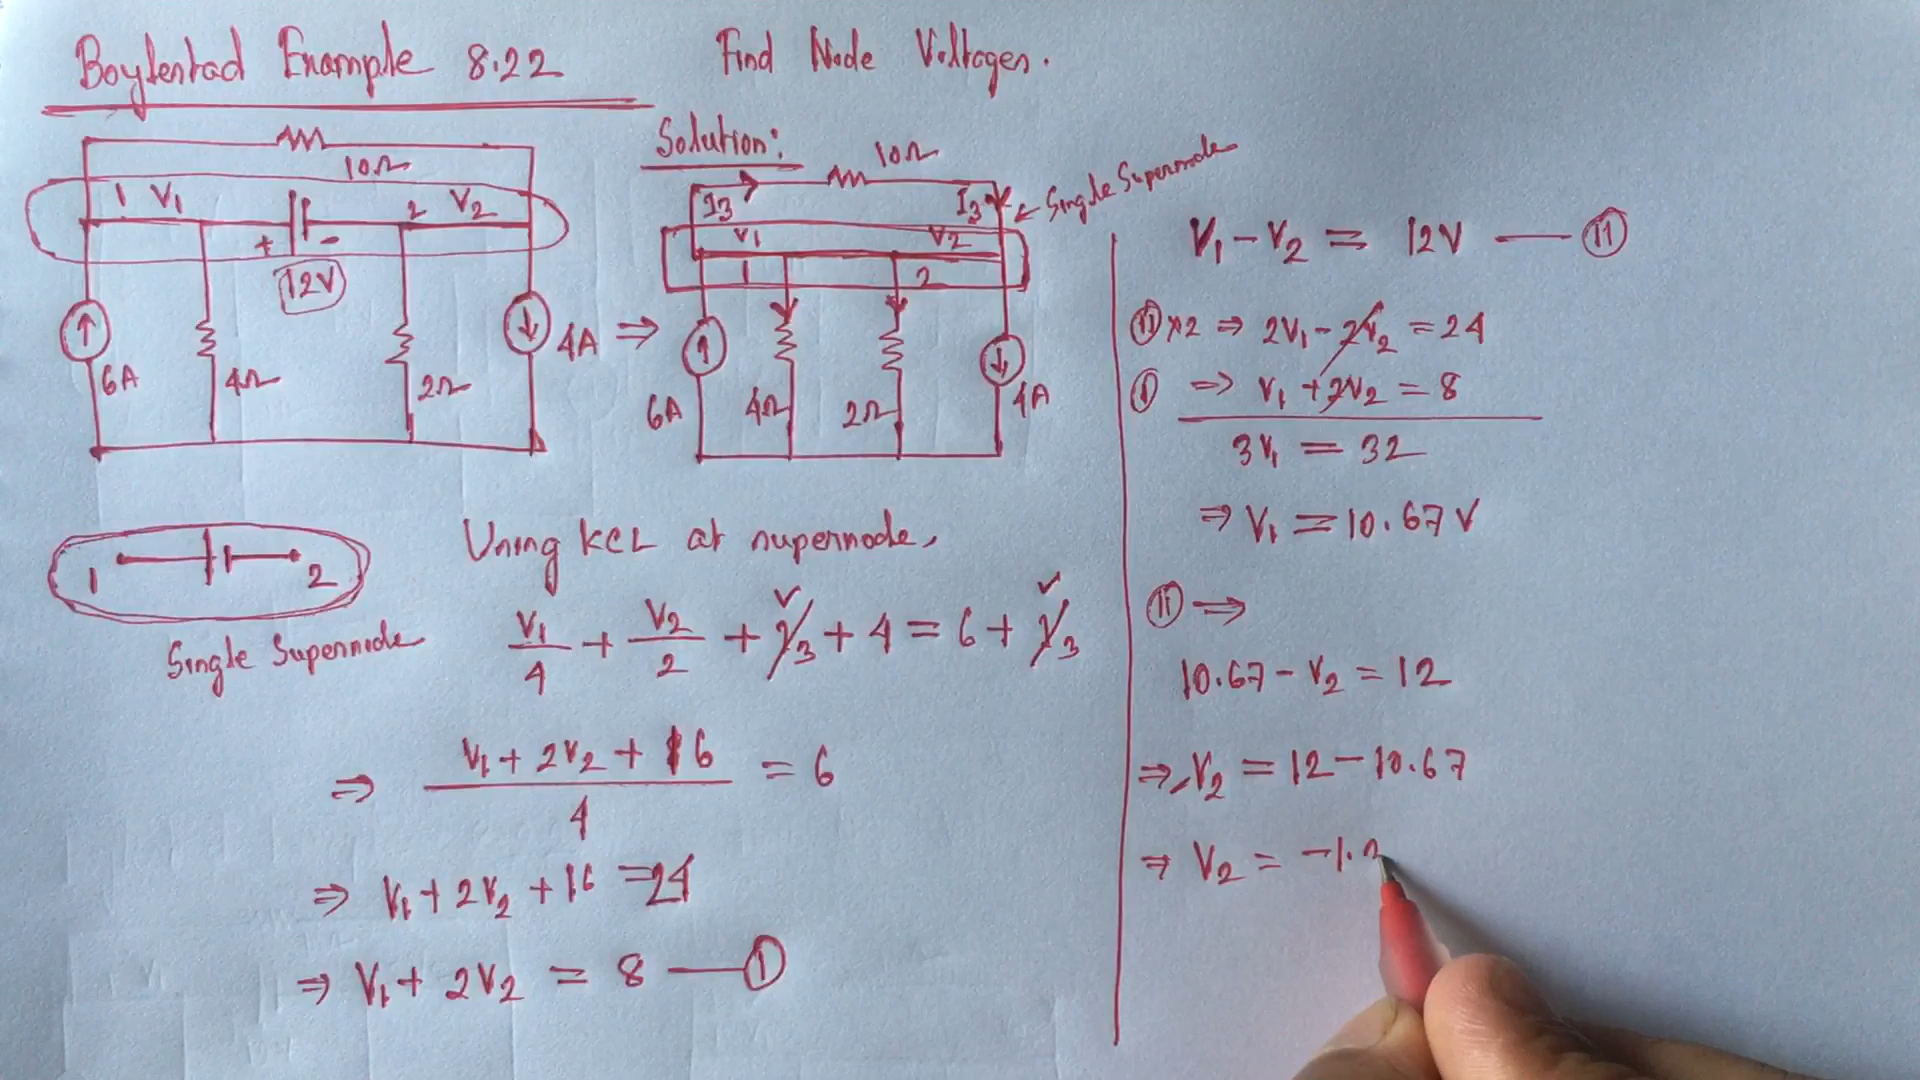 Boylestad Example 8.22
Find Node Voltages.
10Ω
1 V₁
2 V₂
+ -
12V
6A
4Ω
2Ω
4A ⇒
Solution:
10Ω
I₃
I₃
← Single Supernode
V₁
V₂
1
2
6A
4Ω
2Ω
4A
1 2
Single Supernode
Using KCL at supernode,
V₁/4 + V₂/2 + I₃ + 4 = 6 + I₃
⇒ (V₁ + 2V₂ + 16)/4 = 6
⇒ V₁ + 2V₂ + 16 = 24
⇒ V₁ + 2V₂ = 8 — (I)
V₁ - V₂ = 12V — (II)
(II)×2 ⇒ 2V₁ - 2V₂ = 24
(I) ⇒ V₁ + 2V₂ = 8
3V₁ = 32
⇒ V₁ = 10.67 V
(II) ⇒
10.67 - V₂ = 12
⇒ -V₂ = 12 - 10.67
⇒ V₂ = -1.